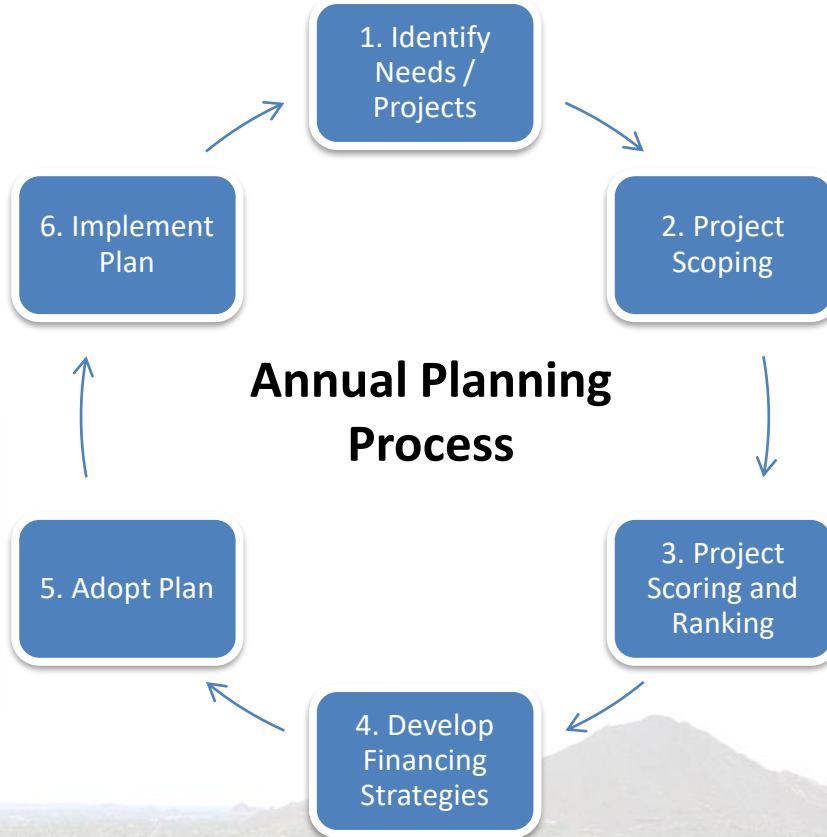 1. Identify
Needs /
Projects
2. Project
Scoping
3. Project
Scoring and
Ranking
4. Develop
Financing
Strategies
5. Adopt Plan
6. Implement
Plan
Annual Planning
Process